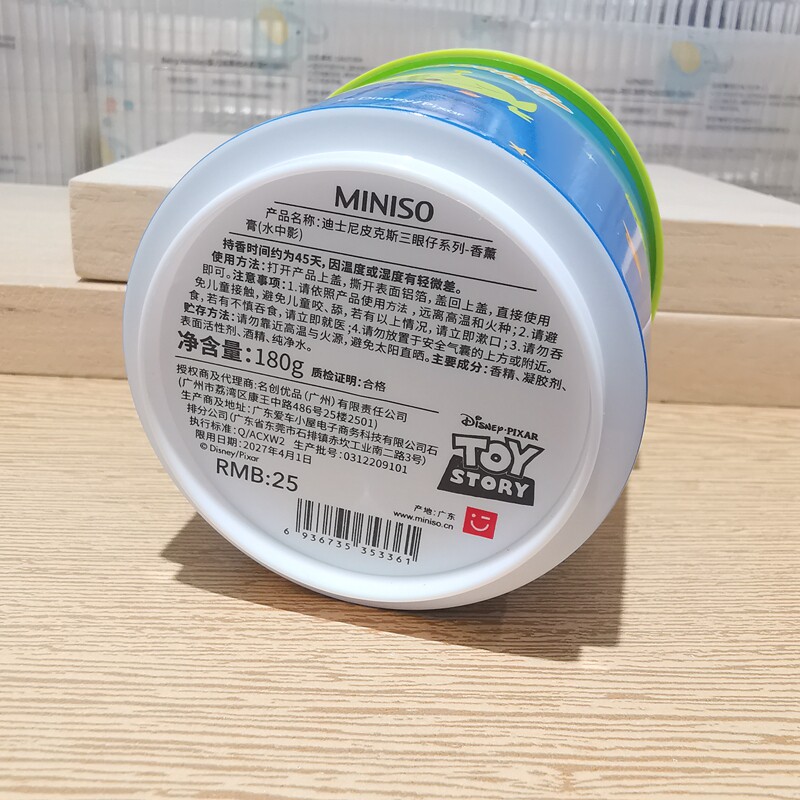 Disney/Pixar
MINISO
产品名称:迪士尼皮克斯三眼仔系列-香薰
膏(水中影)
持香时间约为45天,因温度或湿度有轻微差。
使用方法:打开产品上盖,撕开表面铝箔,盖回上盖,直接使用
即可。注意事项:1.请依照产品使用方法,远离高温和火种;2.请避
免儿童接触,避免儿童咬、舔,若有以上情况,请立即漱口;3.请勿吞
食,若有不慎吞食,请立即就医;4.请勿放置于安全气囊的上方或附近。
贮存方法:请勿靠近高温与火源,避免太阳直晒。主要成分:香精、凝胶剂、
表面活性剂、酒精、纯净水。
净含量:180g 质检证明:合格
授权商及代理商:名创优品(广州)有限责任公司
(广州市荔湾区康王中路486号25楼2501)
生产商及地址:广东爱车小屋电子商务科技有限公司石
排分公司(广东省东莞市石排镇赤坎工业南二路3号)
执行标准:Q/ACXW2 生产批号:0312209101
限用日期:2027年4月1日
© Disney/Pixar
RMB:25
DISNEY·PIXAR
TOY
STORY
产地:广东
www.miniso.cn
6 936735 353361